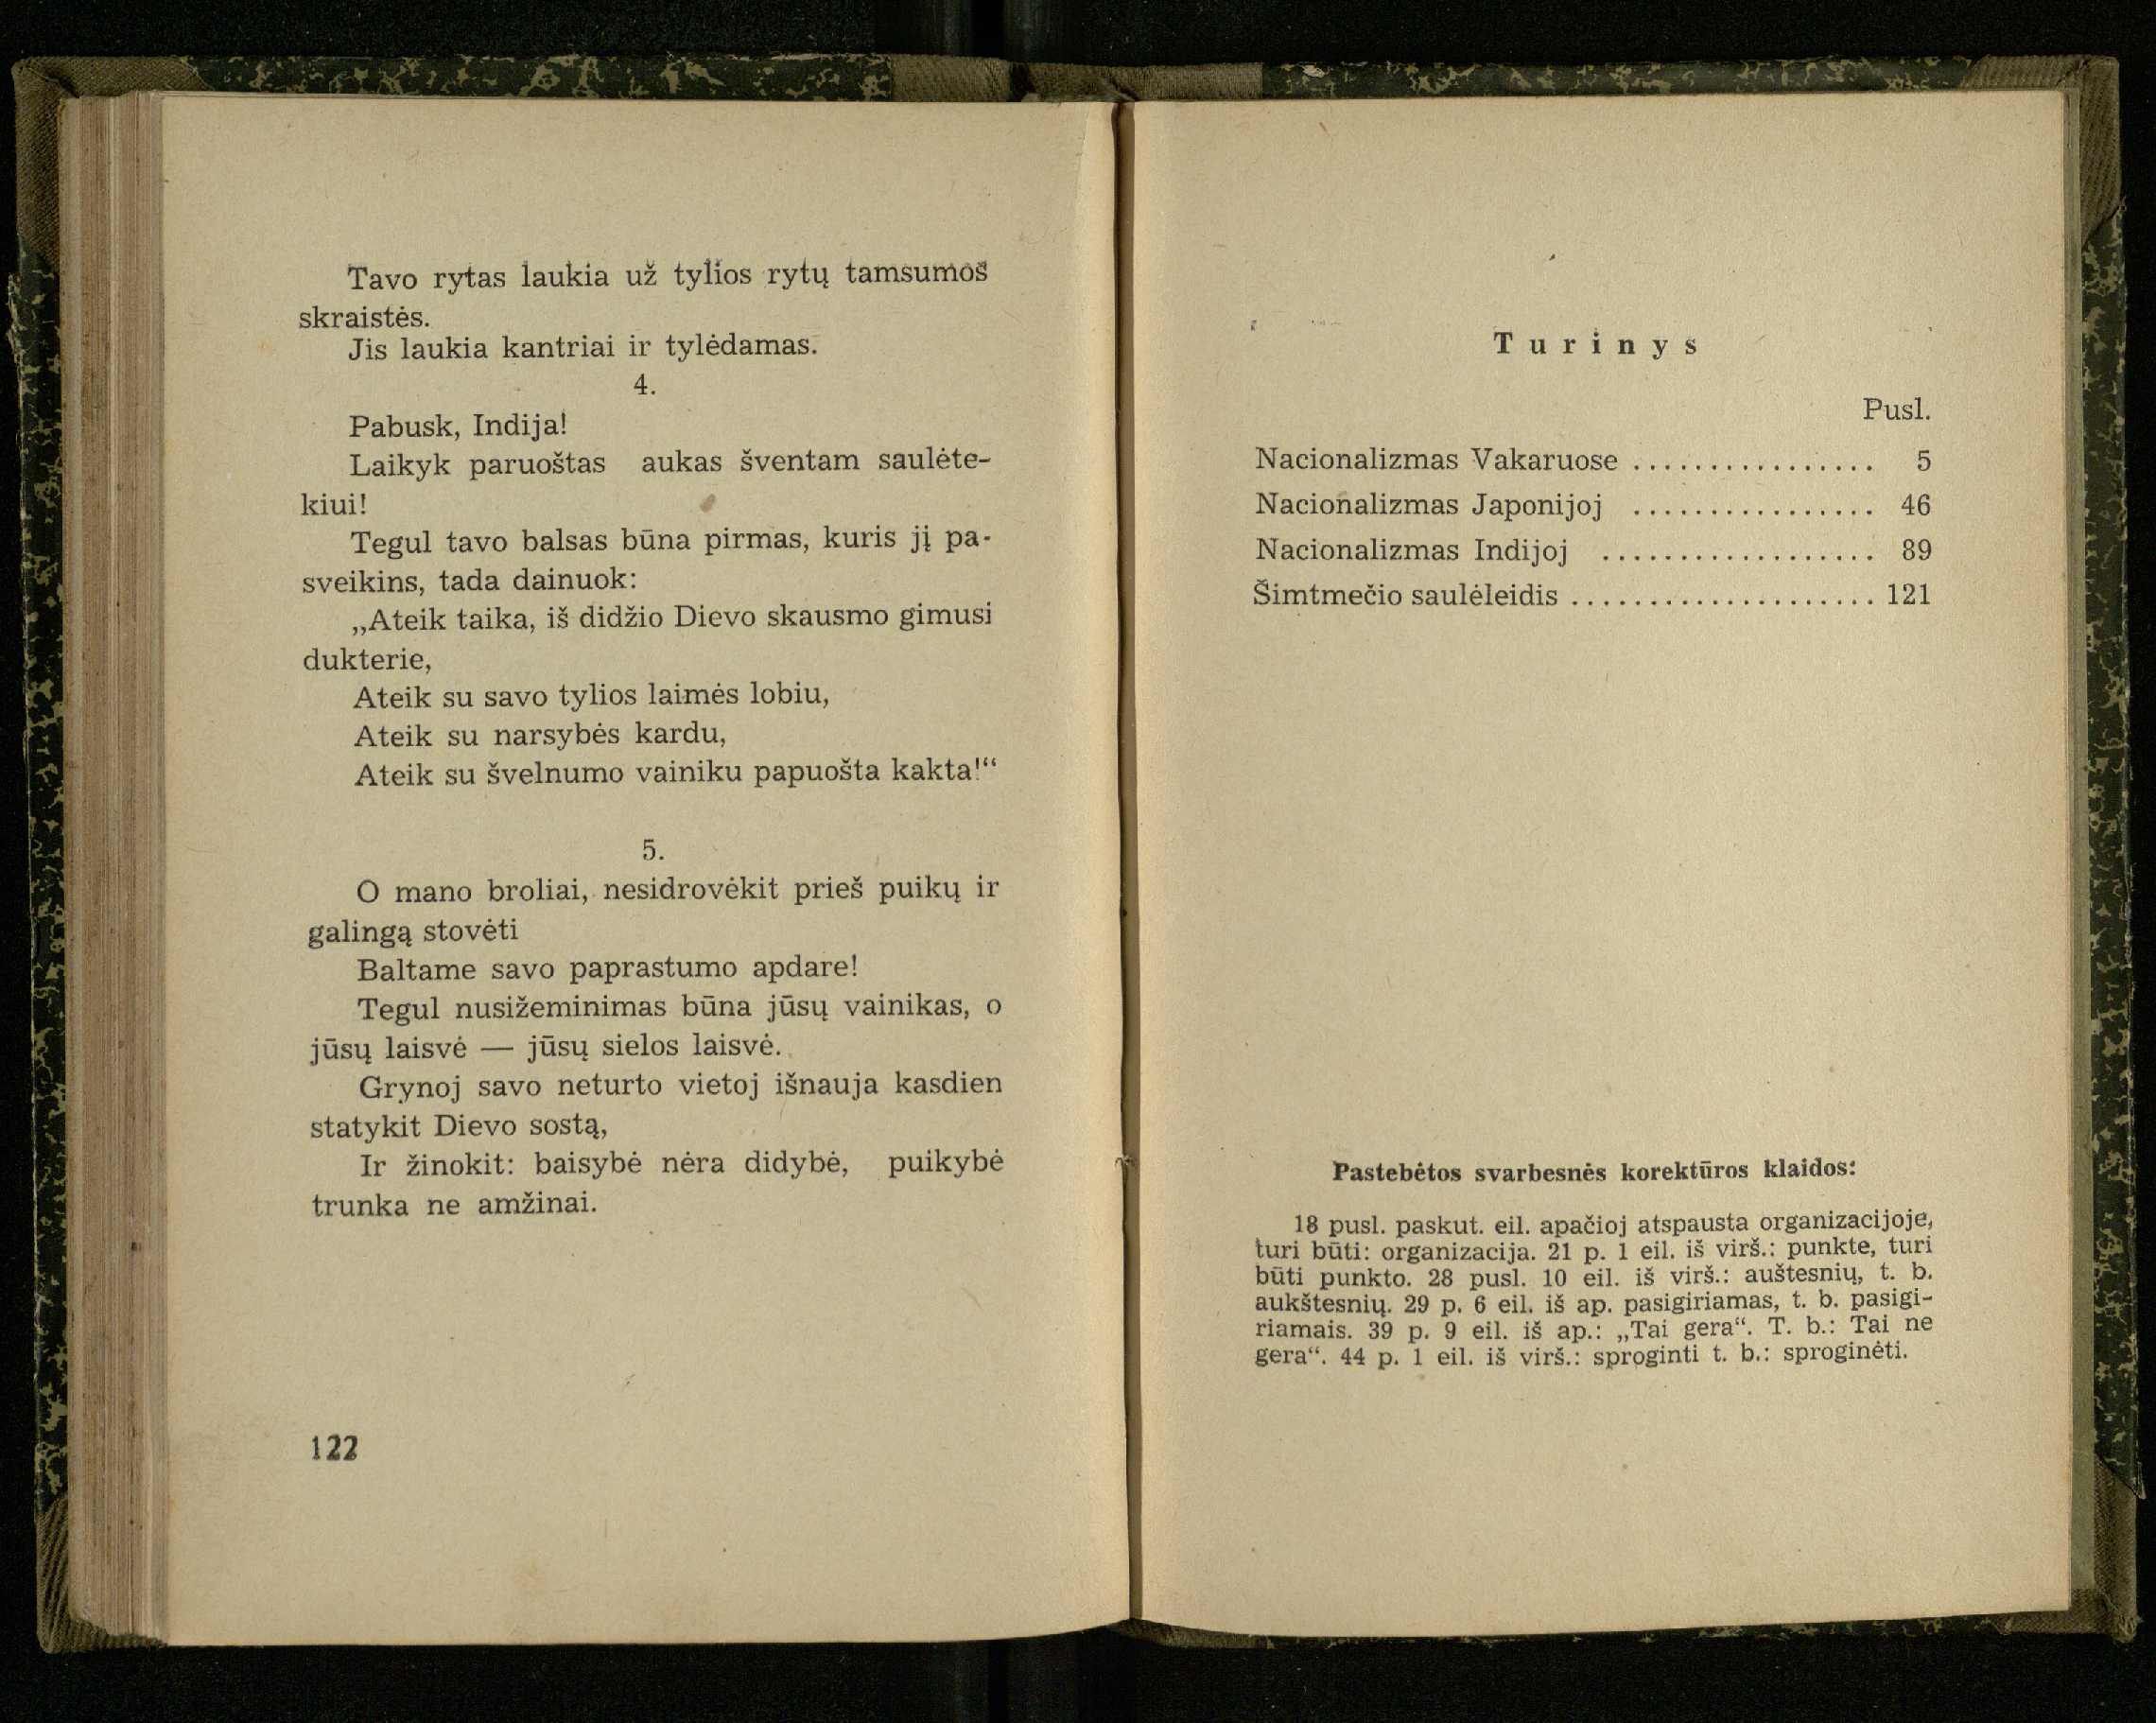 Tavo rytas laukia už tylios rytų tamsumos
skraistės.
Jis laukia kantriai ir tylėdamas.
4.
Pabusk, Indija!
Laikyk paruoštas aukas šventam saulėte-
kiui!
Tegul tavo balsas būna pirmas, kuris jį pa-
sveikins, tada dainuok:
„Ateik taika, iš didžio Dievo skausmo gimusi
dukterie,
Ateik su savo tylios laimės lobiu,
Ateik su narsybės kardu,
Ateik su švelnumo vainiku papuošta kakta!“
5.
O mano broliai, nesidrovėkit prieš puikų ir
galingą stovėti
Baltame savo paprastumo apdare!
Tegul nusižeminimas būna jūsų vainikas, o
jūsų laisvė — jūsų sielos laisvė.
Grynoj savo neturto vietoj išnauja kasdien
statykit Dievo sostą,
Ir žinokit: baisybė nėra didybė, puikybė
trunka ne amžinai.
122
Turinys
Pusl.
Nacionalizmas Vakaruose ................ 5
Nacionalizmas Japonijoj ................ 46
Nacionalizmas Indijoj .................. 89
Šimtmečio saulėleidis .................... 121
Pastebėtos svarbesnės korektūros klaidos:
18 pusl. paskut. eil. apačioj atspausta organizacijoje,
turi būti: organizacija. 21 p. 1 eil. iš virš.: punkte, turi
būti punkto. 28 pusl. 10 eil. iš virš.: auštesnių, t. b.
aukštesnių. 29 p. 6 eil. iš ap. pasigiriamas, t. b. pasigi-
riamais. 39 p. 9 eil. iš ap.: „Tai gera“. T. b.: Tai ne
gera“. 44 p. 1 eil. iš virš.: sproginti t. b.: sproginėti.